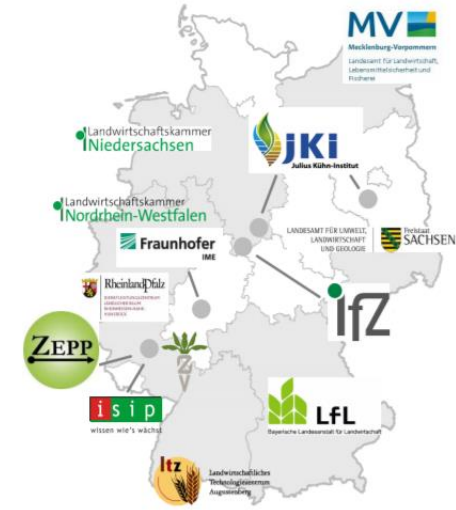 MV
Mecklenburg-Vorpommern
Landesamt für Landwirtschaft,
Lebensmittelsicherheit und
Fischerei
Landwirtschaftskammer
Niedersachsen
JKi
Julius Kühn-Institut
Landwirtschaftskammer
Nordrhein-Westfalen
LANDESAMT FÜR UMWELT,
LANDWIRTSCHAFT
UND GEOLOGIE
Freistaat
SACHSEN
Fraunhofer
IME
RheinlandPfalz
ifZ
ZEPP
Z
V
isip
wissen wie's wächst
LfL
Bayerische Landesanstalt für Landwirtschaft
ltz
Landwirtschaftliches
Technologiezentrum
Augustenberg